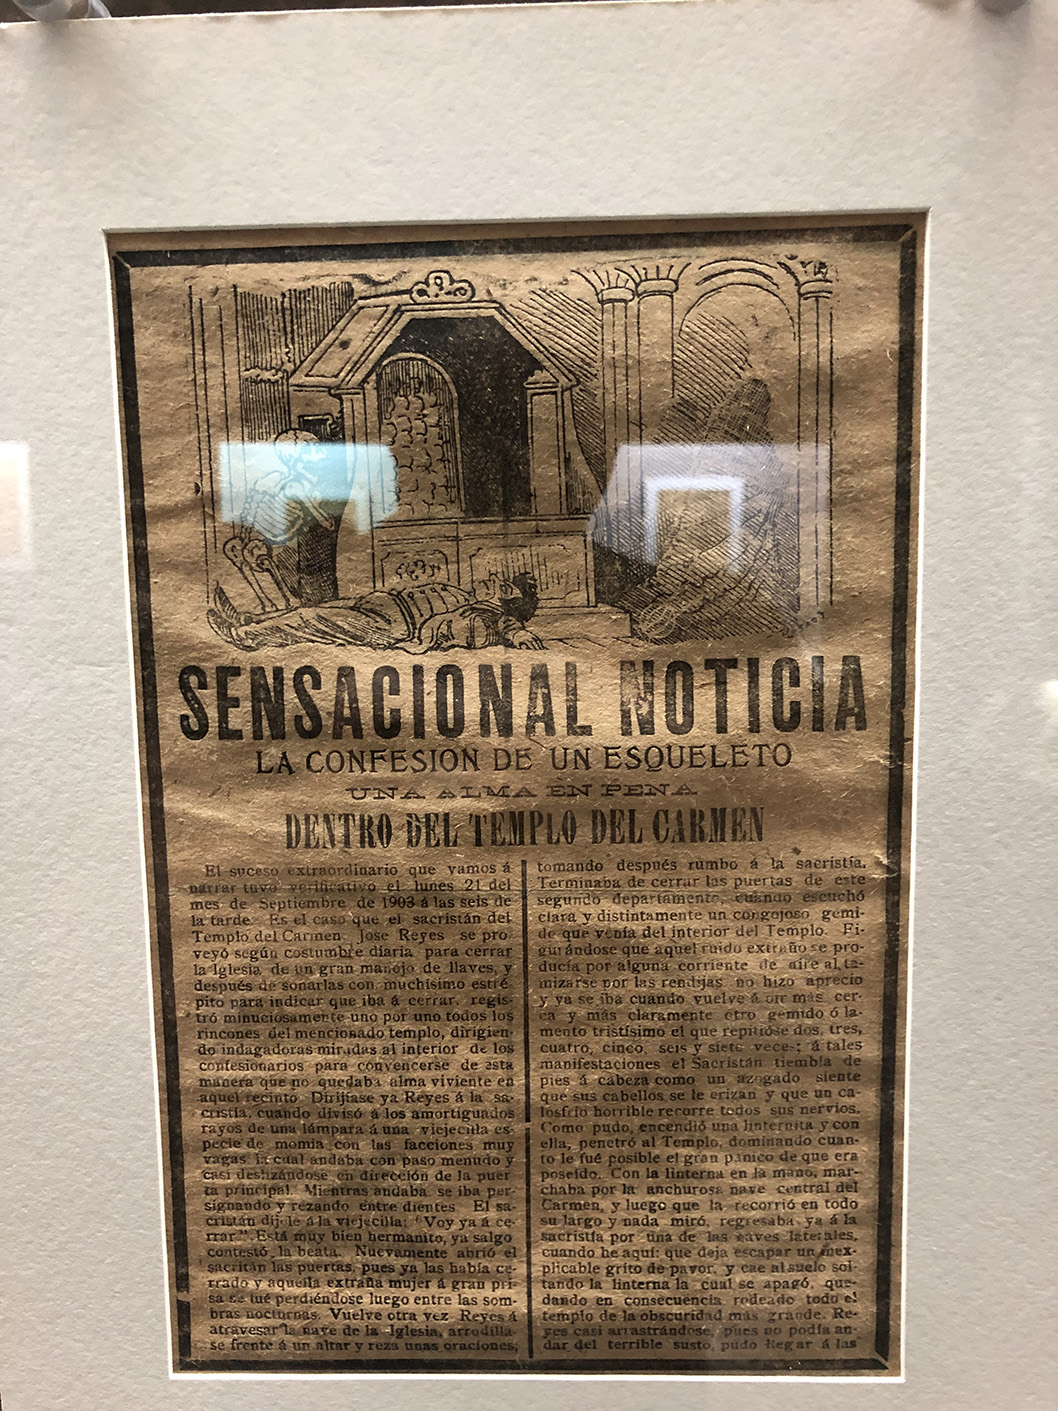 SENSACIONAL NOTICIA
LA CONFESION DE UN ESQUELETO
UNA ALMA EN PENA
DENTRO DEL TEMPLO DEL CARMEN
El suceso extraordinario que vamos á
narrar tuvo verificativo el lunes 21 del
mes de Septiembre de 1903 á las seis de
la tarde. Es el caso que el sacristán del
Templo del Carmen José Reyes se pro
veyó según costumbre diaria para cerrar
la Iglesia, de un gran manojo de llaves, y
después de sonarlas con muchisimo estré
pito para indicar que iba á cerrar, regis-
tró minuciosamente uno por uno todos los
rincones del mencionado templo, dirigien-
do indagadoras miradas al interior de los
confesionarios para convencerse de esta
manera que no quedaba alma viviente en
aquel recinto Dirijíase ya Reyes á la sa-
cristía, cuando divisó á los amortiguados
rayos de una lámpara á una viejecilla es-
pecie de momia con las facciones muy
vagas la cual andaba con paso menudo y
casi deslizándose en dirección de la puer
ta principal. Mientras andaba se iba per-
signando y rezando entre dientes El sa-
cristán dijole á la viejecilla: "Voy ya á ce-
rrar". Está muy bien hermanito, ya salgo
contestó la beata. Nuevamente abrió el
sacritán las puertas, pues ya las había ce-
rrado y aquella extraña mujer á gran pri-
sa se fué perdiéndose luego entre las som-
bras nocturnas. Vuelve otra vez Reyes á
atravesar la nave de la Iglesia, arrodilla-
se frente á un altar y reza unas oraciones;
tomando después rumbo á la sacristía.
Terminaba de cerrar las puertas de este
segundo departamento, cuando escuchó
clara y distintamente un congojoso gemi-
de que venía del interior del Templo. Fi-
gurándose que aquel ruido extraño se pro-
ducía por alguna corriente de aire al ta-
mizarse por las rendijas no hizo aprecio
y ya se iba cuando vuelve á oir más cer-
ca y más claramente otro gemido ó la-
mento tristísimo el que repitióse dos, tres,
cuatro, cinco, seis y siete veces; á tales
manifestaciones el Sacristán tiembla de
pies á cabeza como un azogado siente
que sus cabellos se le erizan y que un ca-
losfrío horrible recorre todos sus nervios.
Como pudo, encendió una linternita y con
ella, penetró al Templo, dominando cuan-
to le fué posible el gran pánico de que era
poseido. Con la linterna en la mano, mar-
chaba por la anchurosa nave central del
Carmen, y luego que la recorrió en todo
su largo y nada miró, regresaba ya á la
sacristía por una de las naves laterales,
cuando he aquí: que deja escapar un inex-
plicable grito de pavor, y cae al suelo sol-
tando la linterna la cual se apagó, que-
dando en consecuencia rodeado todo el
templo de la obscuridad más grande. Re-
yes casi arrastrándose, pues no podía an-
dar del terrible susto, pudo llegar á las